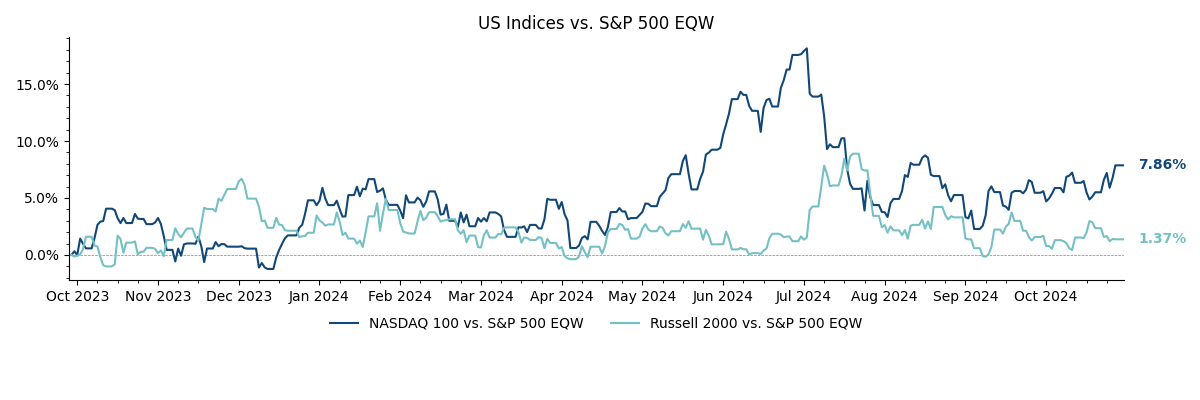 US Indices vs. S&P 500 EQW
15.0%
10.0%
5.0%
0.0%
7.86%
1.37%
Oct 2023 Nov 2023 Dec 2023 Jan 2024 Feb 2024 Mar 2024 Apr 2024 May 2024 Jun 2024 Jul 2024 Aug 2024 Sep 2024 Oct 2024
NASDAQ 100 vs. S&P 500 EQW Russell 2000 vs. S&P 500 EQW